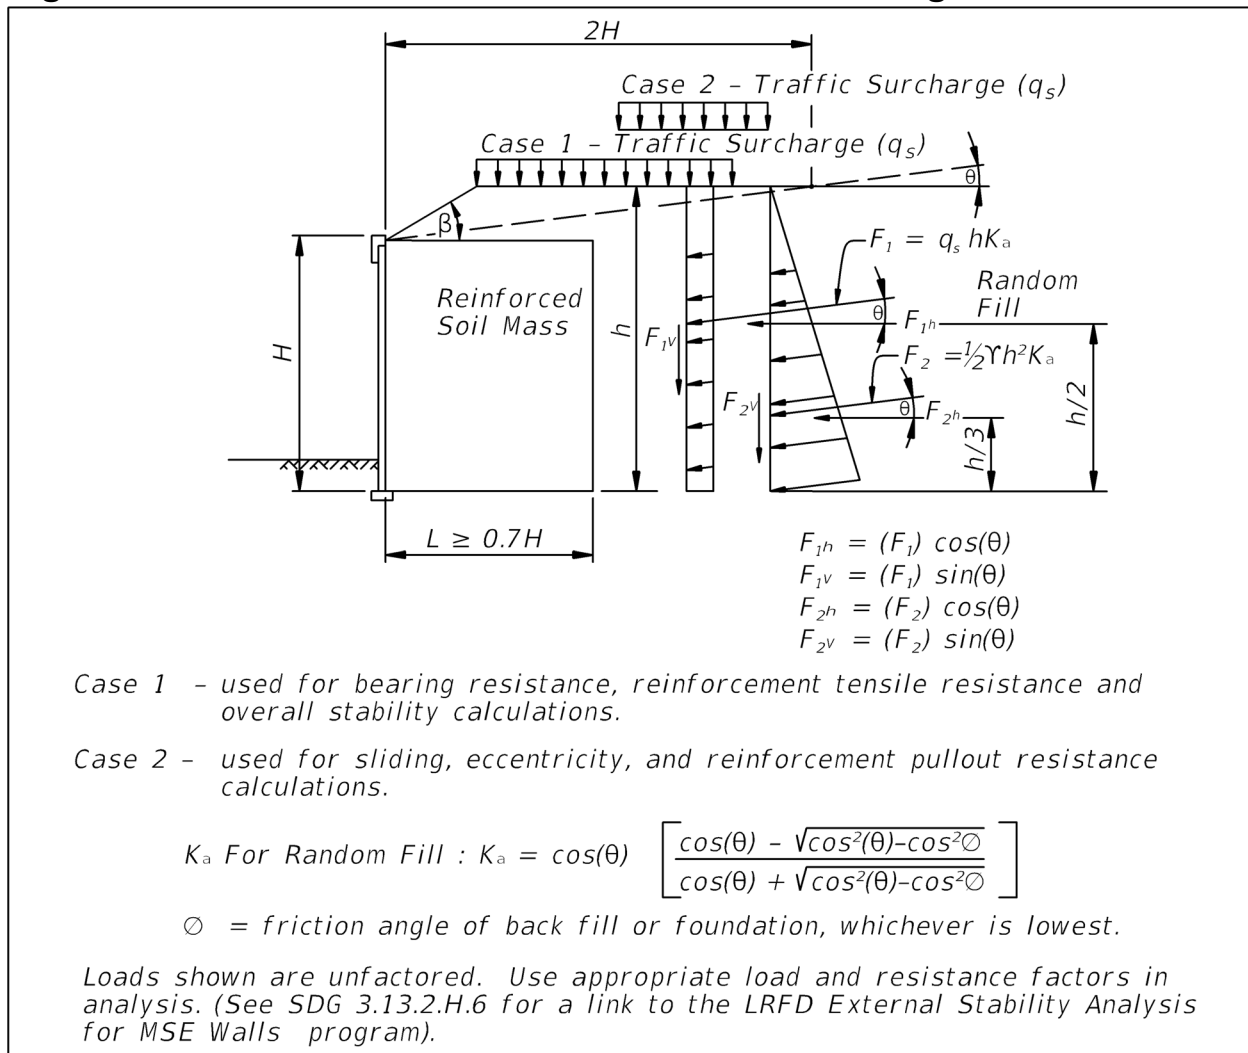 2H
Case 2 – Traffic Surcharge (qₛ)
Case 1 – Traffic Surcharge (qₛ)
θ
β
F₁ = qₛ hKₐ
Reinforced
Soil Mass
Random
Fill
H
h
θ
F₁ᵥ
F₁ₕ
F₂ = ½ϒh²Kₐ
F₂ᵥ
θ
F₂ₕ
h/3
h/2
L ≥ 0.7H
F₁ₕ = (F₁) cos(θ)
F₁ᵥ = (F₁) sin(θ)
F₂ₕ = (F₂) cos(θ)
F₂ᵥ = (F₂) sin(θ)
Case 1 – used for bearing resistance, reinforcement tensile resistance and
overall stability calculations.
Case 2 – used for sliding, eccentricity, and reinforcement pullout resistance
calculations.
Kₐ For Random Fill : Kₐ = cos(θ) [ cos(θ) – √cos²(θ)–cos²∅ / cos(θ) + √cos²(θ)–cos²∅ ]
∅ = friction angle of back fill or foundation, whichever is lowest.
Loads shown are unfactored. Use appropriate load and resistance factors in
analysis. (See SDG 3.13.2.H.6 for a link to the LRFD External Stability Analysis
for MSE Walls program).